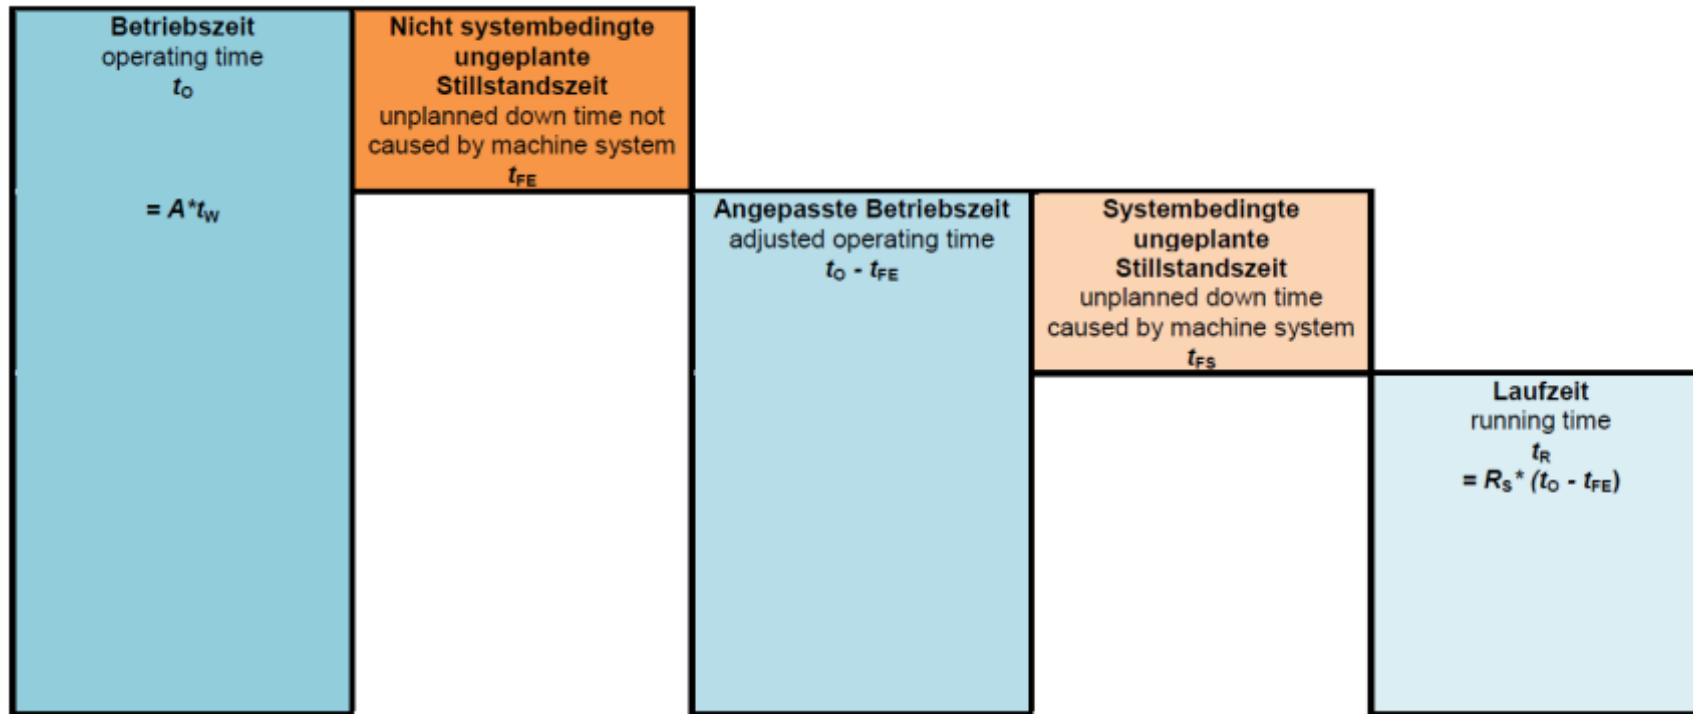 Betriebszeit
operating time
tO
= A*tW
Nicht systembedingte
ungeplante
Stillstandszeit
unplanned down time not
caused by machine system
tFE
Angepasste Betriebszeit
adjusted operating time
tO - tFE
Systembedingte
ungeplante
Stillstandszeit
unplanned down time
caused by machine system
tFS
Laufzeit
running time
tR
= RS* (tO - tFE)